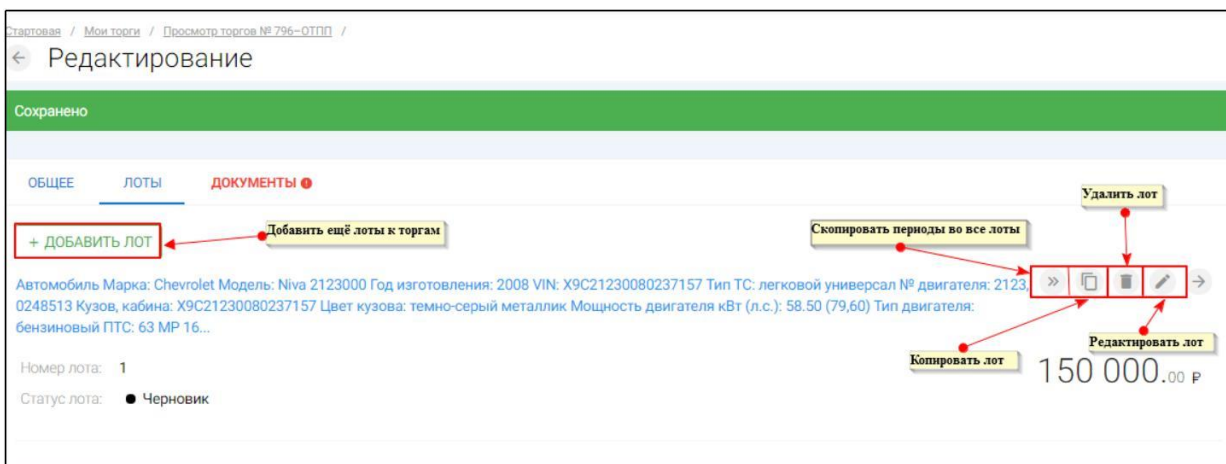 Стартовая / Мои торги / Просмотр торгов № 796–ОТПП /
← Редактирование
Сохранено
ОБЩЕЕ ЛОТЫ ДОКУМЕНТЫ !
Удалить лот
+ ДОБАВИТЬ ЛОТ
Добавить ещё лоты к торгам
Скопировать периоды во все лоты
Автомобиль Марка: Chevrolet Модель: Niva 2123000 Год изготовления: 2008 VIN: X9C21230080237157 Тип ТС: легковой универсал № двигателя: 2123,
0248513 Кузов, кабина: X9C21230080237157 Цвет кузова: темно-серый металлик Мощность двигателя кВт (л.с.): 58.50 (79,60) Тип двигателя:
бензиновый ПТС: 63 МР 16...
Редактировать лот
Копировать лот
Номер лота: 1
150 000.00 ₽
Статус лота: ● Черновик